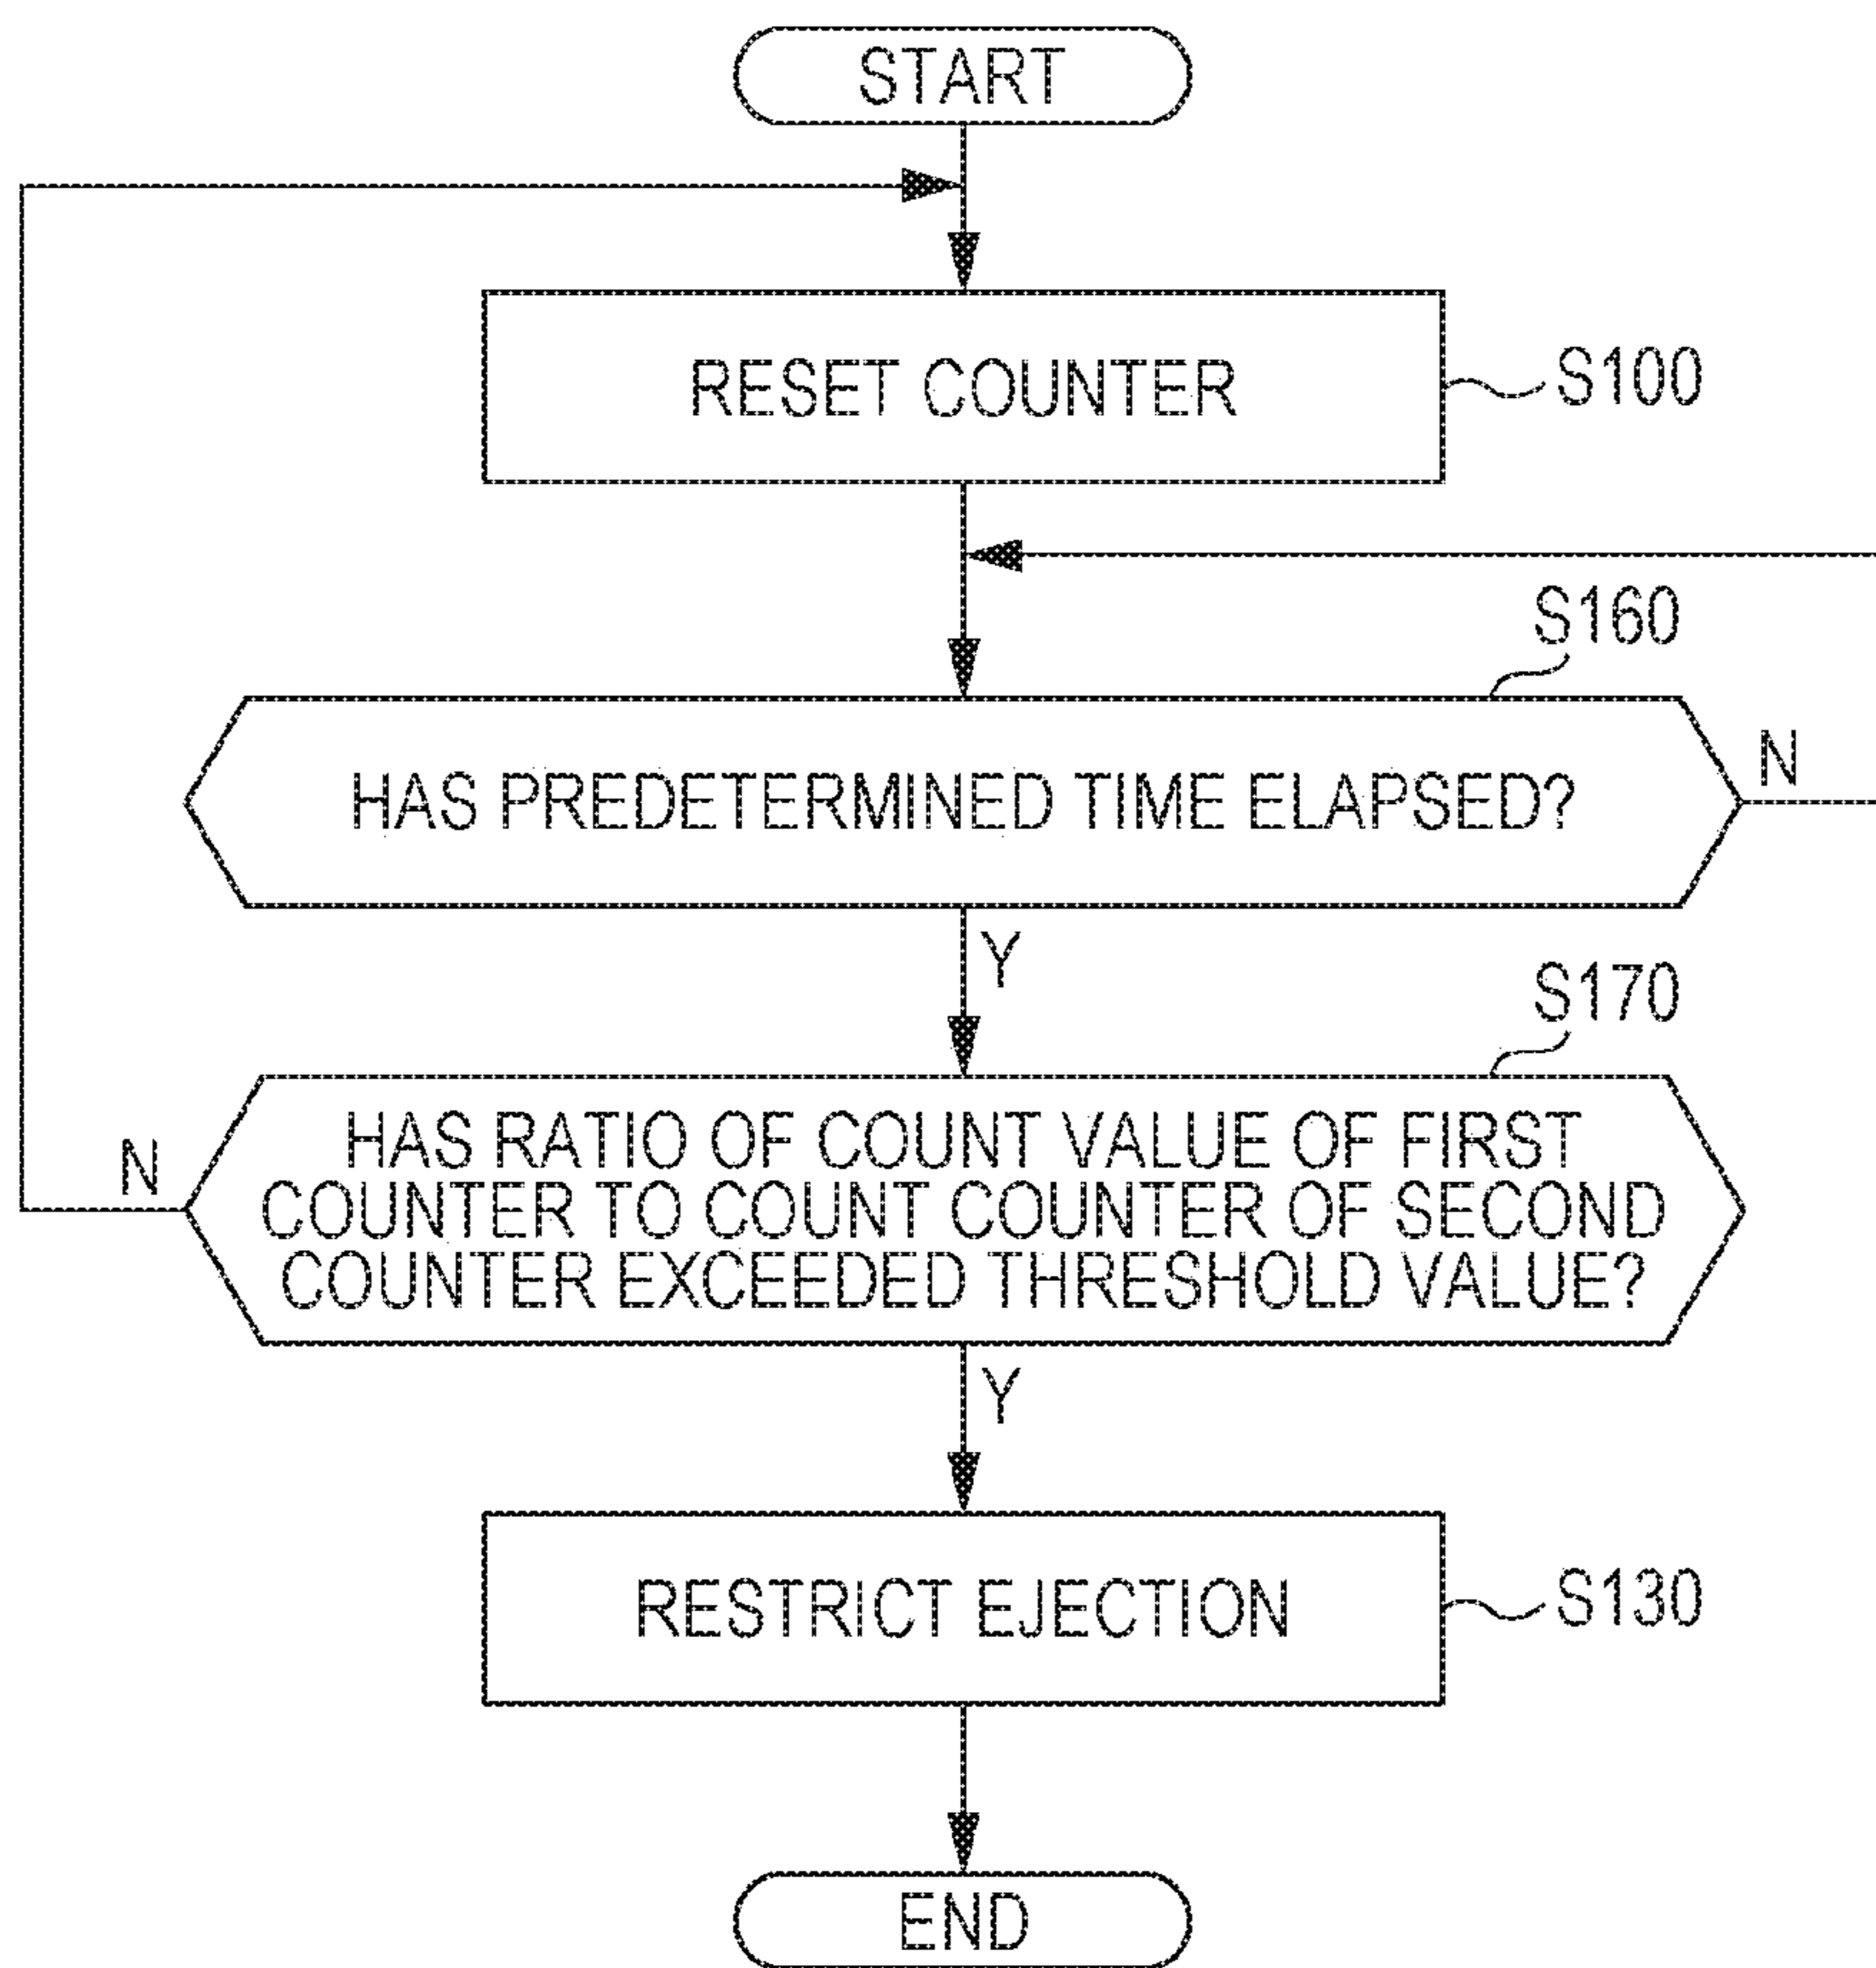 START
RESET COUNTER
S100
S160
HAS PREDETERMINED TIME ELAPSED?
N
Y
S170
HAS RATIO OF COUNT VALUE OF FIRST
COUNTER TO COUNT COUNTER OF SECOND
COUNTER EXCEEDED THRESHOLD VALUE?
N
Y
RESTRICT EJECTION
S130
END